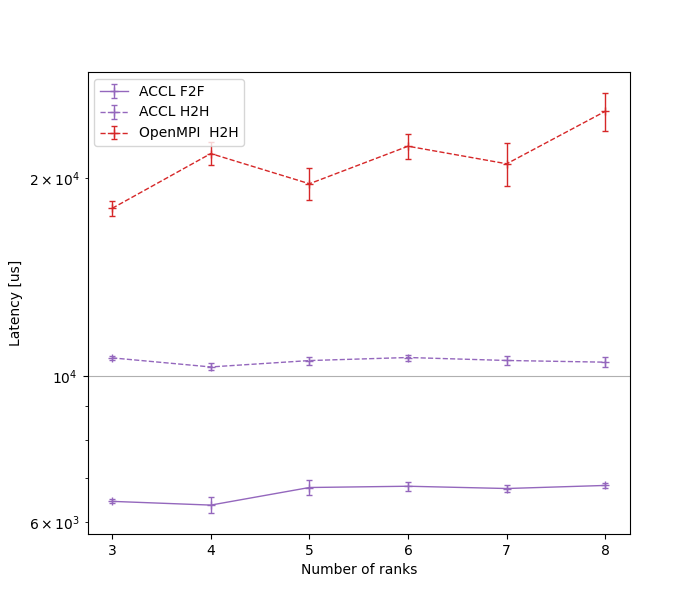 ACCL F2F
ACCL H2H
OpenMPI  H2H
Latency [us]
2 × 10⁴
10⁴
6 × 10³
3 4 5 6 7 8
Number of ranks